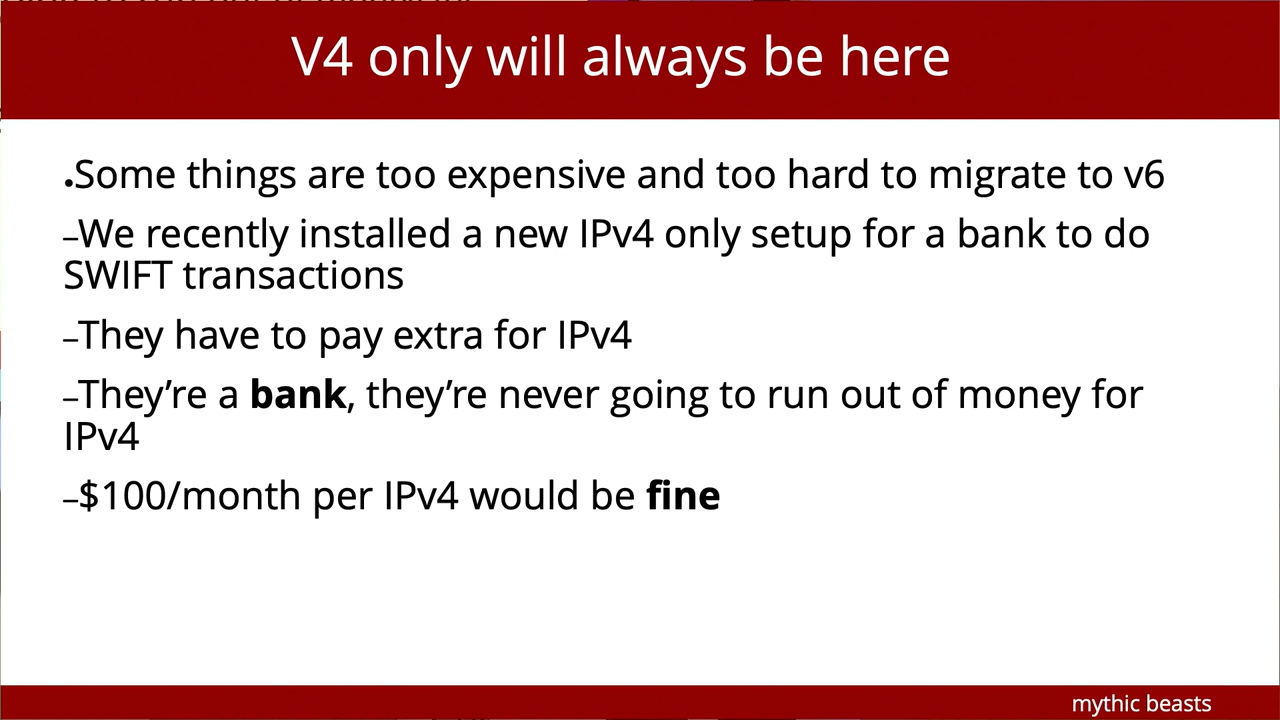 V4 only will always be here
•Some things are too expensive and too hard to migrate to v6
–We recently installed a new IPv4 only setup for a bank to do
SWIFT transactions
–They have to pay extra for IPv4
–They’re a bank, they’re never going to run out of money for
IPv4
–$100/month per IPv4 would be fine
mythic beasts